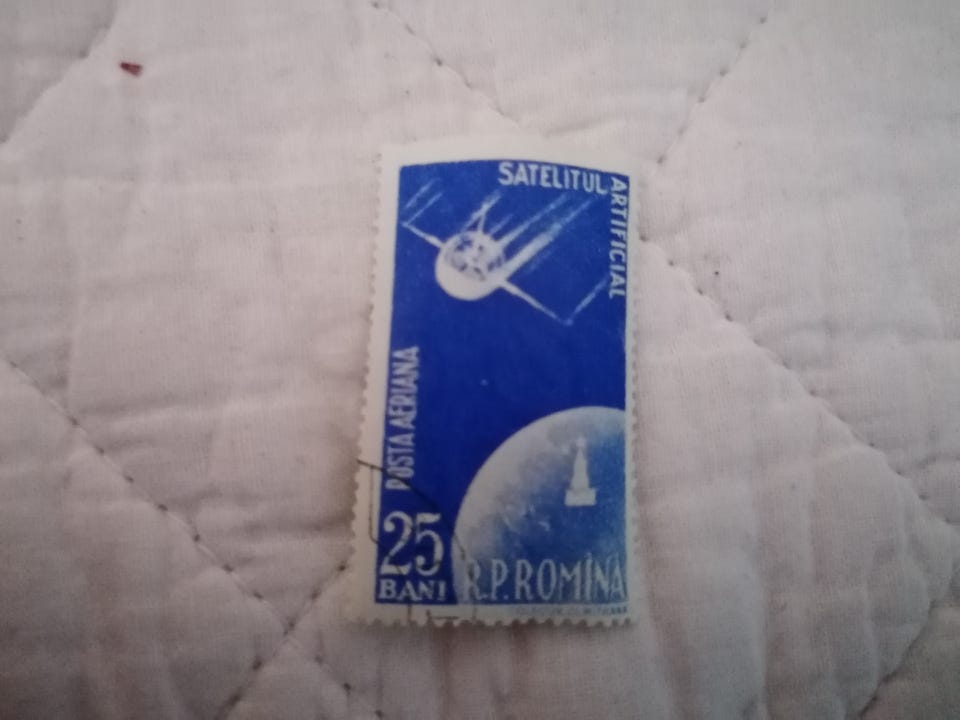 SATELITUL
ARTIFICIAL
POSTA AERIANA
25
BANI
R.P.ROMÎNA